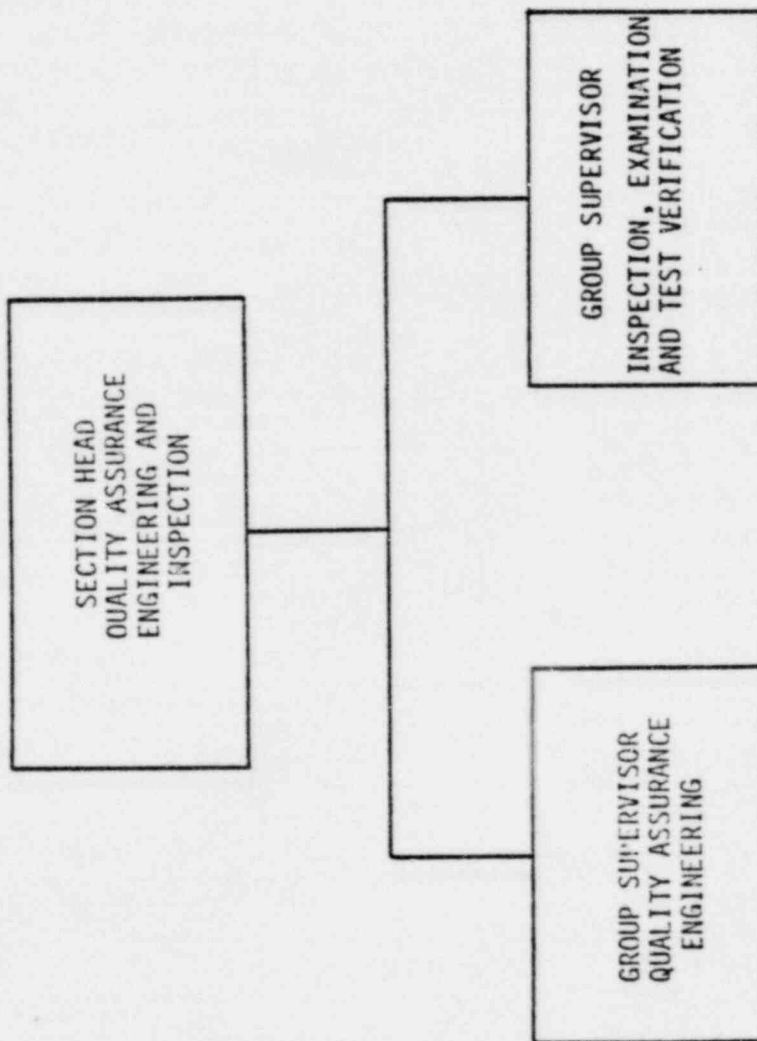 SECTION HEAD
QUALITY ASSURANCE
ENGINEERING AND
INSPECTION
GROUP SUPERVISOR
QUALITY ASSURANCE
ENGINEERING
GROUP SUPERVISOR
INSPECTION, EXAMINATION
AND TEST VERIFICATION